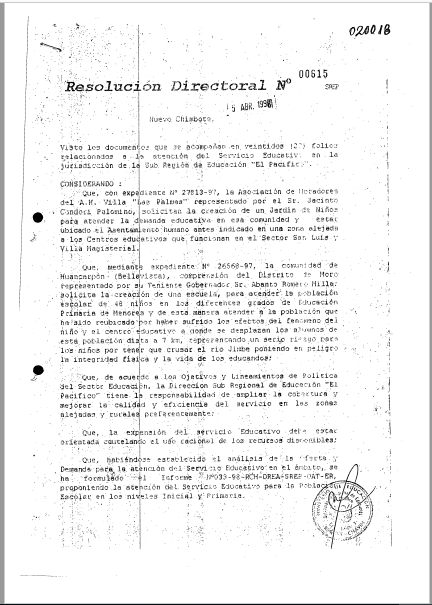 020018
00615
Resolución Directoral Nº SREP
ABR. 199
Nuevo Chimbote,
Visto los documentos que se acompañan en veintidos (22) folios
relacionados a la atención del Servicio Educativo en la
jurisdicción de la Sub Región de Educación "El Pacífico".
CONSIDERANDO :
Que, con expediente Nº 27813-97, la Asociación de Moradores
del A.H. Villa "Las Palmas" representado por el Sr. Jacinto
Condori Palomino, solicitan la creación de un Jardín de Niños
para atender la demanda educativa en esa comunidad y estar
ubicado el Asentamiento humano antes indicado en una zona alejada
a los Centros educativos que funcionan en el Sector San Luis y
Villa Magisterial.
Que, mediante expediente Nº 26568-97, la comunidad de
(Bellavista), comprensión del Distrito de Moro
representado por su Teniente Gobernador Sr. Abanto Romero Milla;
solicita la creación de una escuela, para atender la población
escolar de 48 niños en los diferentes grados de Educación
Primaria de Menores y de esta manera atender a la población que
ha sido reubicado por haber sufrido los efectos del fenómeno del
niño y el centro educativo a donde se desplazan los alumnos de
esta población dista a 7 km, representando un serio riesgo para
los niños por tener que cruzar el río Jimbe poniendo en peligro
la integridad física y la vida de los educandos;
Que, de acuerdo a los Ojetivos y Lineamientos de Política
del Sector Educación, la Dirección Sub Regional de Educación "El
Pacífico" tiene la responsabilidad de ampliar la cobertura y
mejorar la calidad y eficiencia del servicio en las zonas
alejadas y rurales preferentemente;
Que, la expensión del servicio Educativo debe estar
orientada cautelando el uso racional de los recursos disponibles;
Que, habiéndose establecido el análisis de la Oferta y
Demanda para la atención del Servicio Educativo en el ámbito, se
ha formulado el Informe Nº035-98-RCH-DREA-SREP-OAT-ER,
proponiendo la atención del Servicio Educativo para la Población
Escolar en los niveles Inicial y Primaria.